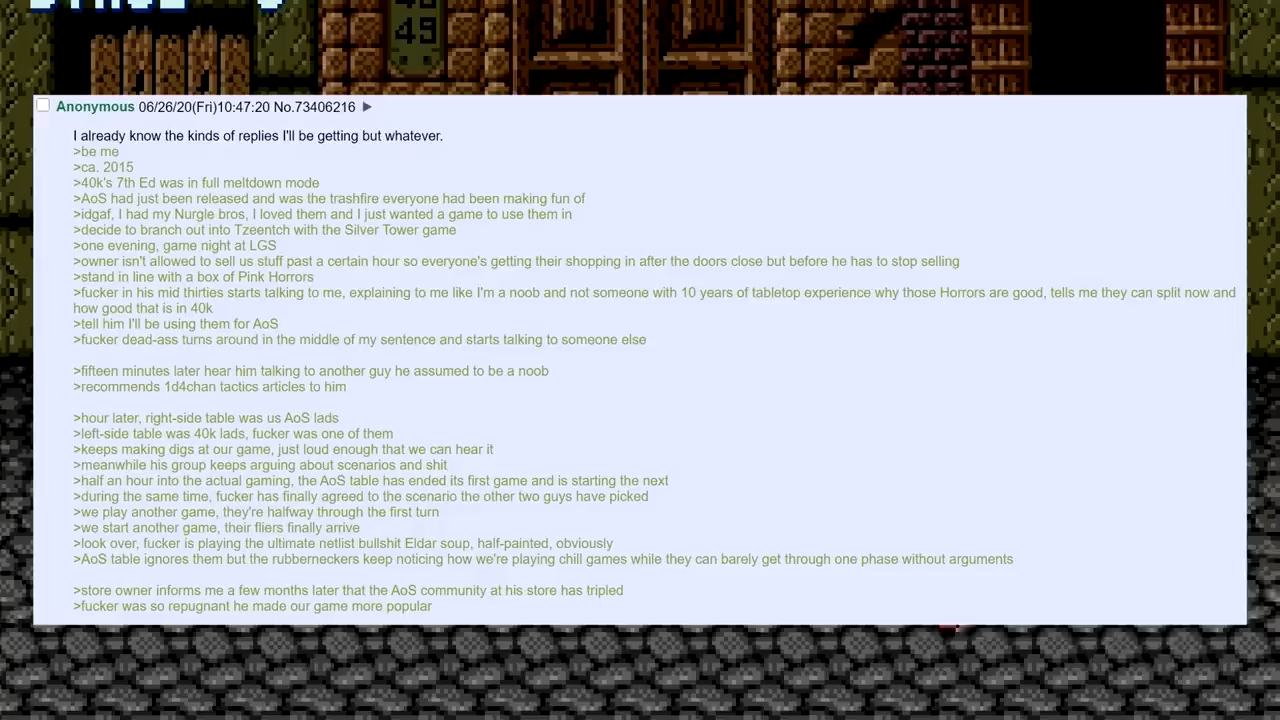 49
Anonymous 06/26/20(Fri)10:47:20 No.73406216 ▶
I already know the kinds of replies I'll be getting but whatever.
>be me
>ca. 2015
>40k's 7th Ed was in full meltdown mode
>AoS had just been released and was the trashfire everyone had been making fun of
>idgaf, I had my Nurgle bros, I loved them and I just wanted a game to use them in
>decide to branch out into Tzeentch with the Silver Tower game
>one evening, game night at LGS
>owner isn't allowed to sell us stuff past a certain hour so everyone's getting their shopping in after the doors close but before he has to stop selling
>stand in line with a box of Pink Horrors
>fucker in his mid thirties starts talking to me, explaining to me like I'm a noob and not someone with 10 years of tabletop experience why those Horrors are good, tells me they can split now and
how good that is in 40k
>tell him I'll be using them for AoS
>fucker dead-ass turns around in the middle of my sentence and starts talking to someone else
>fifteen minutes later hear him talking to another guy he assumed to be a noob
>recommends 1d4chan tactics articles to him
>hour later, right-side table was us AoS lads
>left-side table was 40k lads, fucker was one of them
>keeps making digs at our game, just loud enough that we can hear it
>meanwhile his group keeps arguing about scenarios and shit
>half an hour into the actual gaming, the AoS table has ended its first game and is starting the next
>during the same time, fucker has finally agreed to the scenario the other two guys have picked
>we play another game, they're halfway through the first turn
>we start another game, their fliers finally arrive
>look over, fucker is playing the ultimate netlist bullshit Eldar soup, half-painted, obviously
>AoS table ignores them but the rubberneckers keep noticing how we're playing chill games while they can barely get through one phase without arguments
>store owner informs me a few months later that the AoS community at his store has tripled
>fucker was so repugnant he made our game more popular